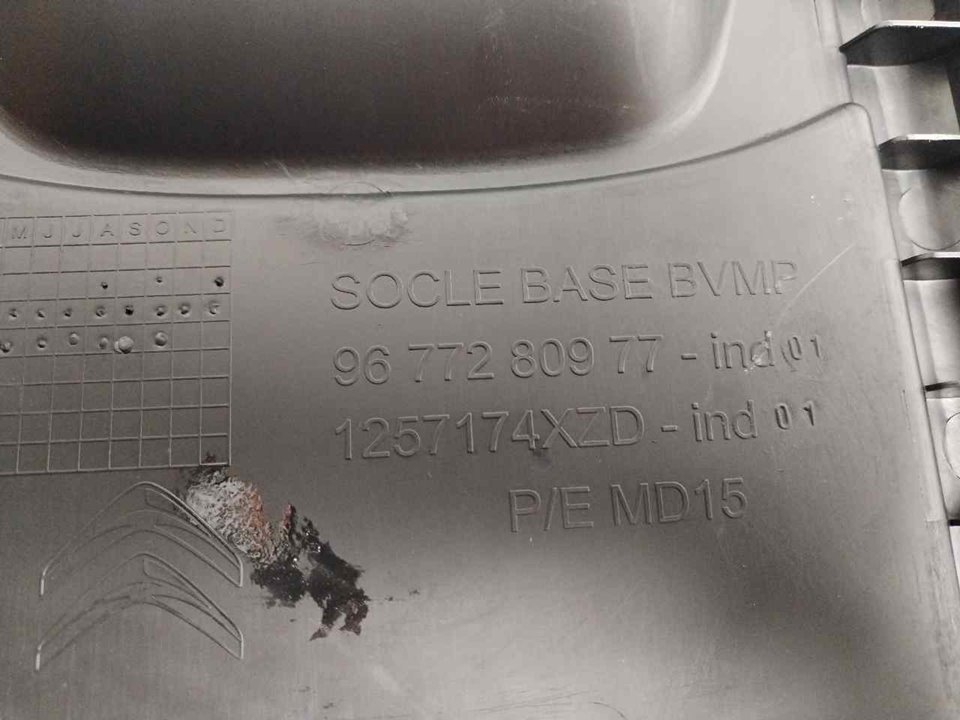 M J J A S O N D
SOCLE BASE BVMP
96 772 809 77 - ind 01
1257174XZD - ind 01
P/E MD15